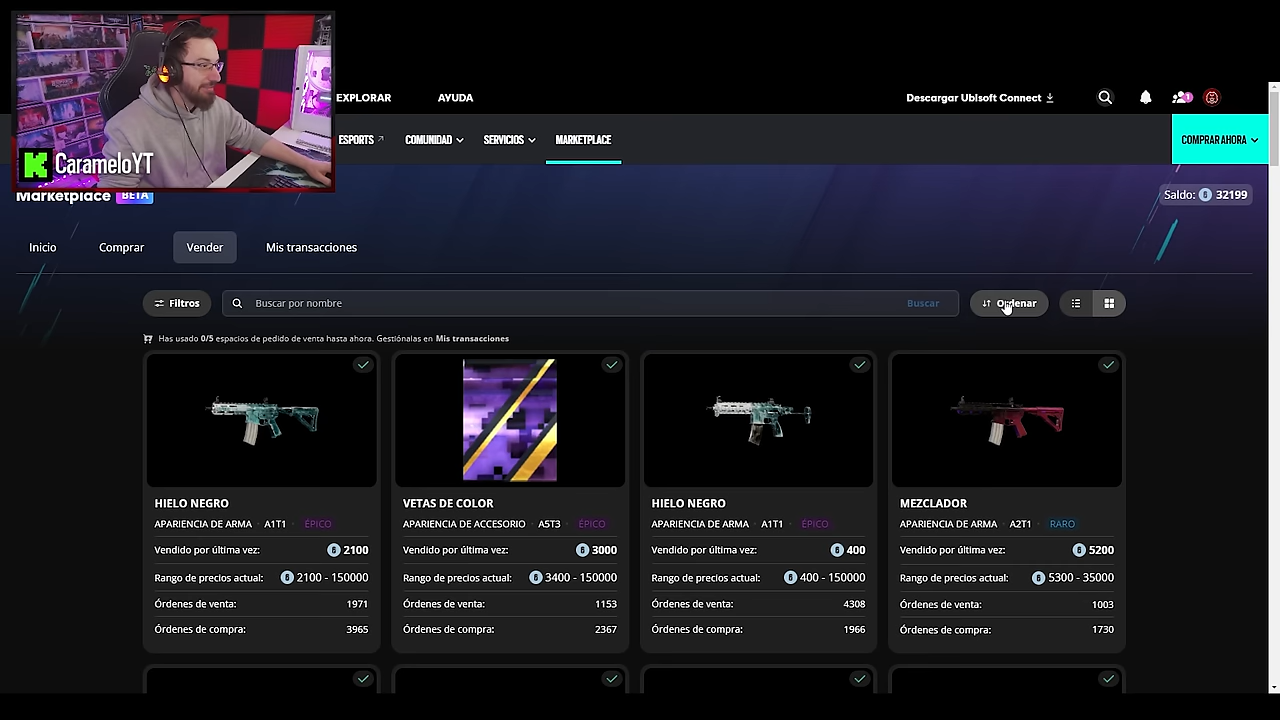 CarameloYT
EXPLORAR
AYUDA
Descargar Ubisoft Connect
ESPORTS
COMUNIDAD
SERVICIOS
MARKETPLACE
COMPRAR AHORA
Marketplace BETA
Saldo: 32199
Inicio
Comprar
Vender
Mis transacciones
Filtros
Buscar por nombre
Buscar
Ordenar
Has usado 0/5 espacios de pedido de venta hasta ahora. Gestiónalas en Mis transacciones
HIELO NEGRO
APARIENCIA DE ARMA · A1T1 · ÉPICO
Vendido por última vez: 2100
Rango de precios actual: 2100 - 150000
Órdenes de venta: 1971
Órdenes de compra: 3965
VETAS DE COLOR
APARIENCIA DE ACCESORIO · A5T3 · ÉPICO
Vendido por última vez: 3000
Rango de precios actual: 3400 - 150000
Órdenes de venta: 1153
Órdenes de compra: 2367
HIELO NEGRO
APARIENCIA DE ARMA · A1T1 · ÉPICO
Vendido por última vez: 400
Rango de precios actual: 400 - 150000
Órdenes de venta: 4308
Órdenes de compra: 1966
MEZCLADOR
APARIENCIA DE ARMA · A2T1 · RARO
Vendido por última vez: 5200
Rango de precios actual: 5300 - 35000
Órdenes de venta: 1003
Órdenes de compra: 1730